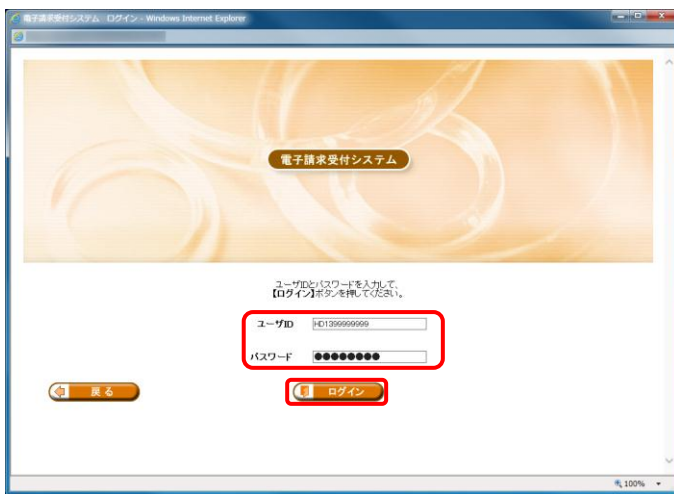 電子請求受付システム ログイン - Windows Internet Explorer
電子請求受付システム
ユーザIDとパスワードを入力して、
【ログイン】ボタンを押してください。
ユーザID HD1399999999
パスワード ●●●●●●●●
戻る ログイン
100%